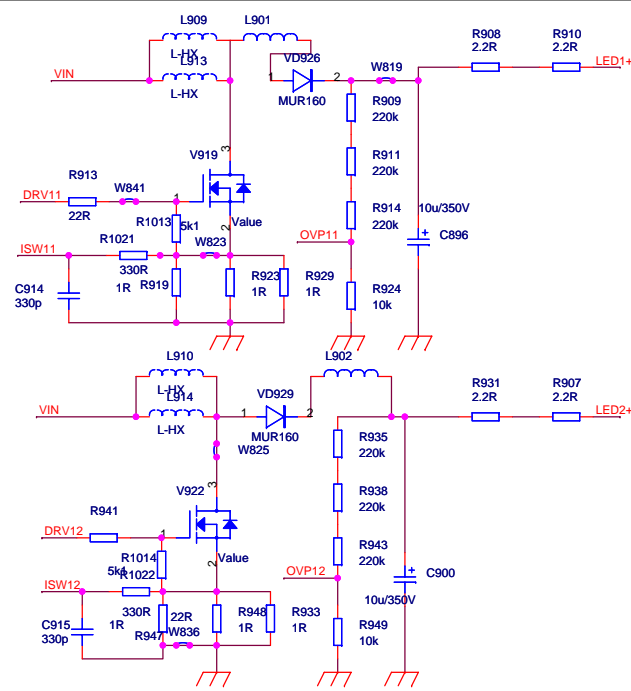 L909
L901
R908
2.2R
R910
2.2R
L-HX
L913
VD926
W819
LED1+
VIN
1
2
L-HX
MUR160
R909
220k
3
V919
R911
220k
R913
DRV11
W841
1
22R
R1013
5k1
2
Value
R914
220k
10u/350V
+
C896
ISW11
R1021
W823
OVP11
330R
1R
R919
R923
1R
R929
1R
C914
330p
R924
10k
L910
L902
L-HX
L914
VD929
R931
2.2R
R907
2.2R
VIN
1
2
LED2+
L-HX
MUR160
W825
R935
220k
3
V922
R938
220k
R941
DRV12
1
R943
220k
R1014
5k1
2
Value
R1022
OVP12
+
C900
ISW12
10u/350V
330R
22R
C915
330p
1R
R947
W836
R948
1R
R933
1R
R949
10k